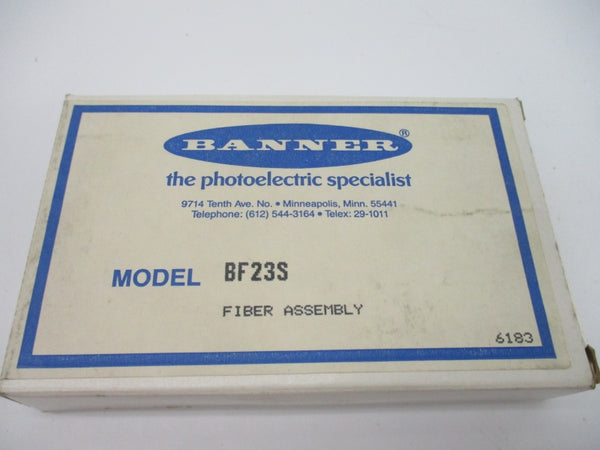 BANNER®
the photoelectric specialist
9714 Tenth Ave. No. • Minneapolis, Minn. 55441
Telephone: (612) 544-3164 • Telex: 29-1011
MODEL BF23S
FIBER ASSEMBLY
6183